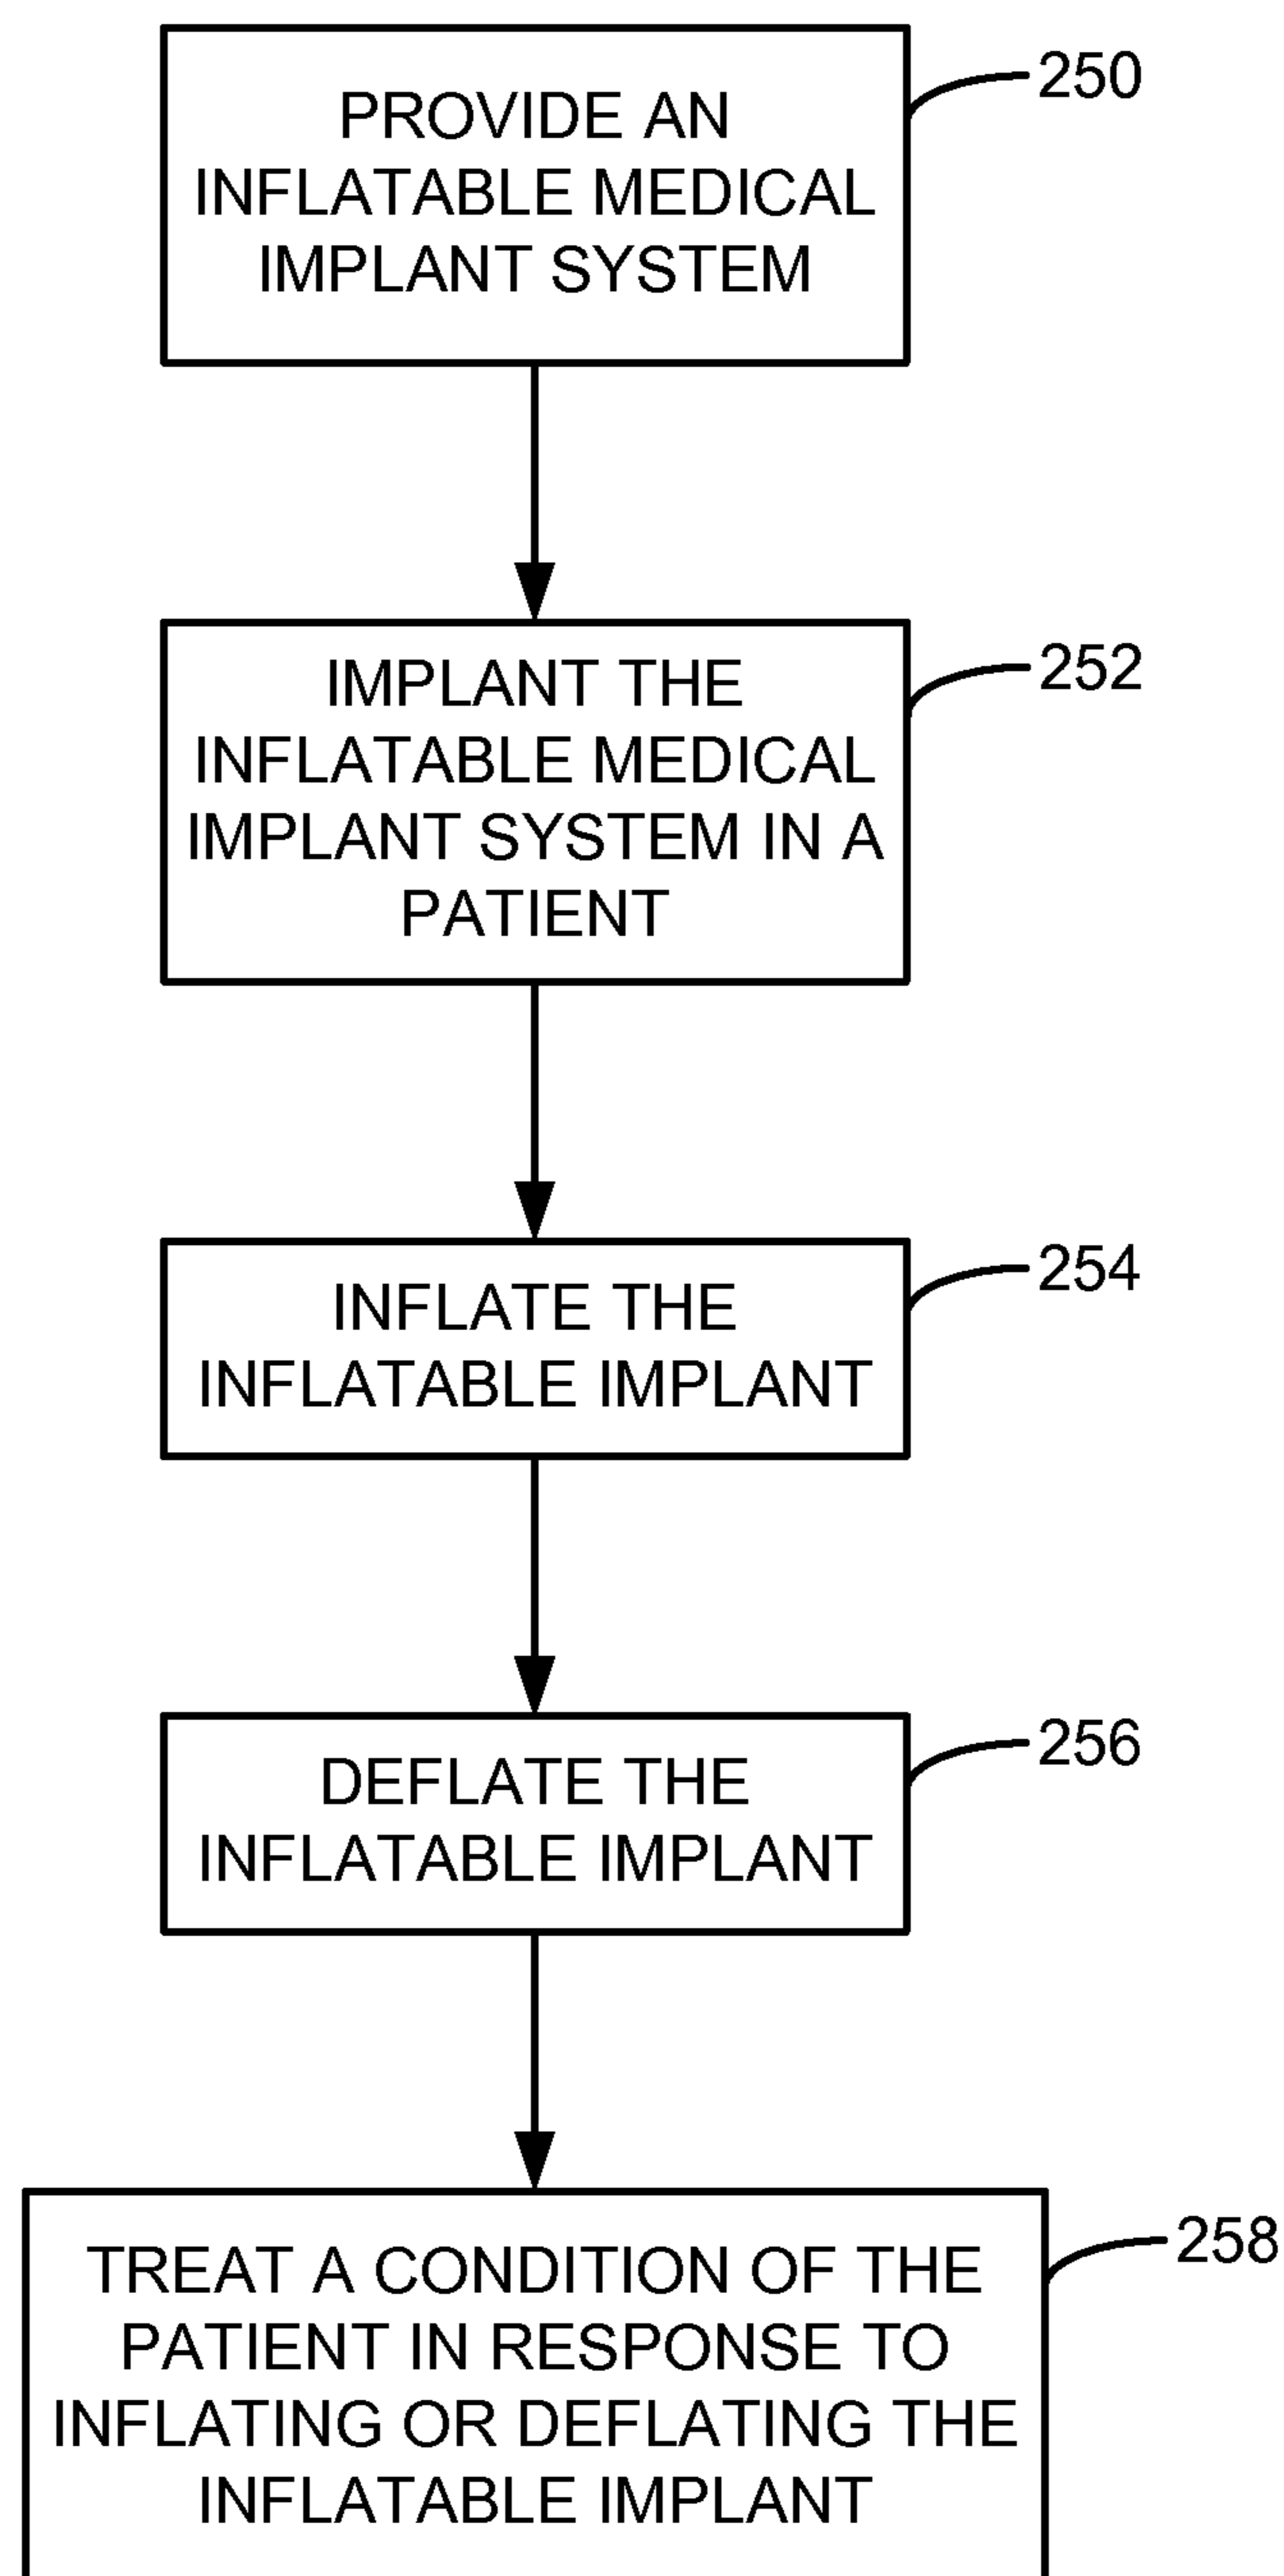 PROVIDE AN
INFLATABLE MEDICAL
IMPLANT SYSTEM
250
IMPLANT THE
INFLATABLE MEDICAL
IMPLANT SYSTEM IN A
PATIENT
252
INFLATE THE
INFLATABLE IMPLANT
254
DEFLATE THE
INFLATABLE IMPLANT
256
TREAT A CONDITION OF THE
PATIENT IN RESPONSE TO
INFLATING OR DEFLATING THE
INFLATABLE IMPLANT
258